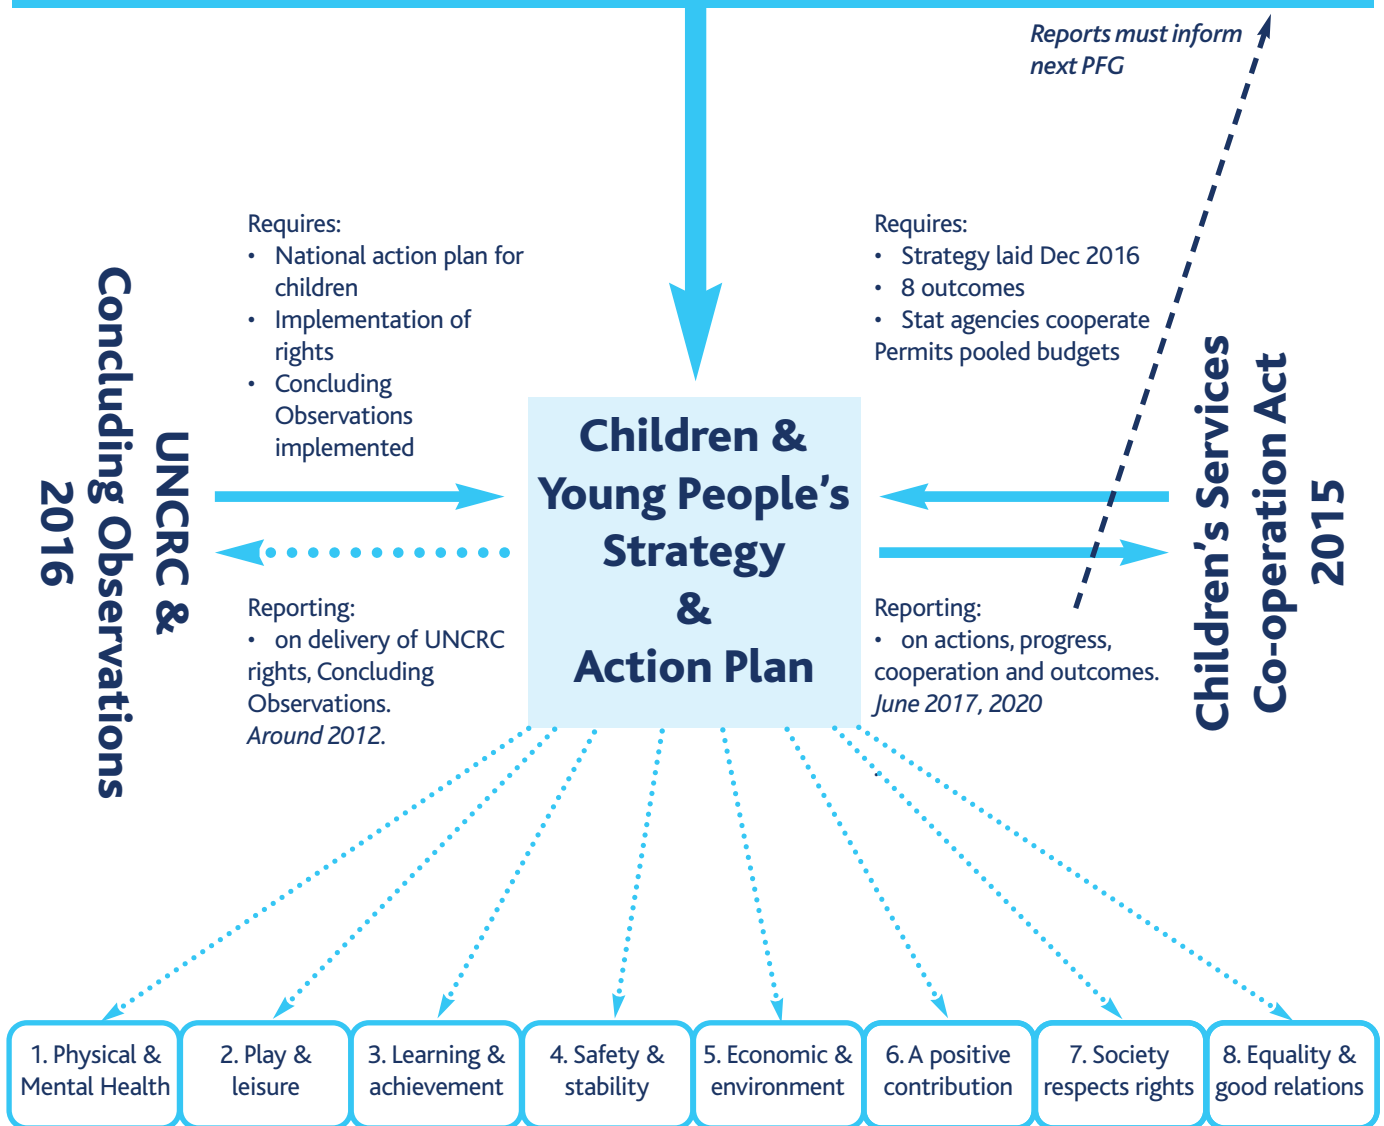 Reports must inform
next PFG
Requires:
• National action plan for
children
• Implementation of
rights
• Concluding
Observations
implemented
Requires:
• Strategy laid Dec 2016
• 8 outcomes
• Stat agencies cooperate
Permits pooled budgets
UNCRC &
Concluding Observations
2016
Children &
Young People’s
Strategy
&
Action Plan
Children’s Services
Co-operation Act
2015
Reporting:
• on delivery of UNCRC
rights, Concluding
Observations.
Around 2012.
Reporting:
• on actions, progress,
cooperation and outcomes.
June 2017, 2020
.
1. Physical &
Mental Health
2. Play &
leisure
3. Learning &
achievement
4. Safety &
stability
5. Economic &
environment
6. A positive
contribution
7. Society
respects rights
8. Equality &
good relations